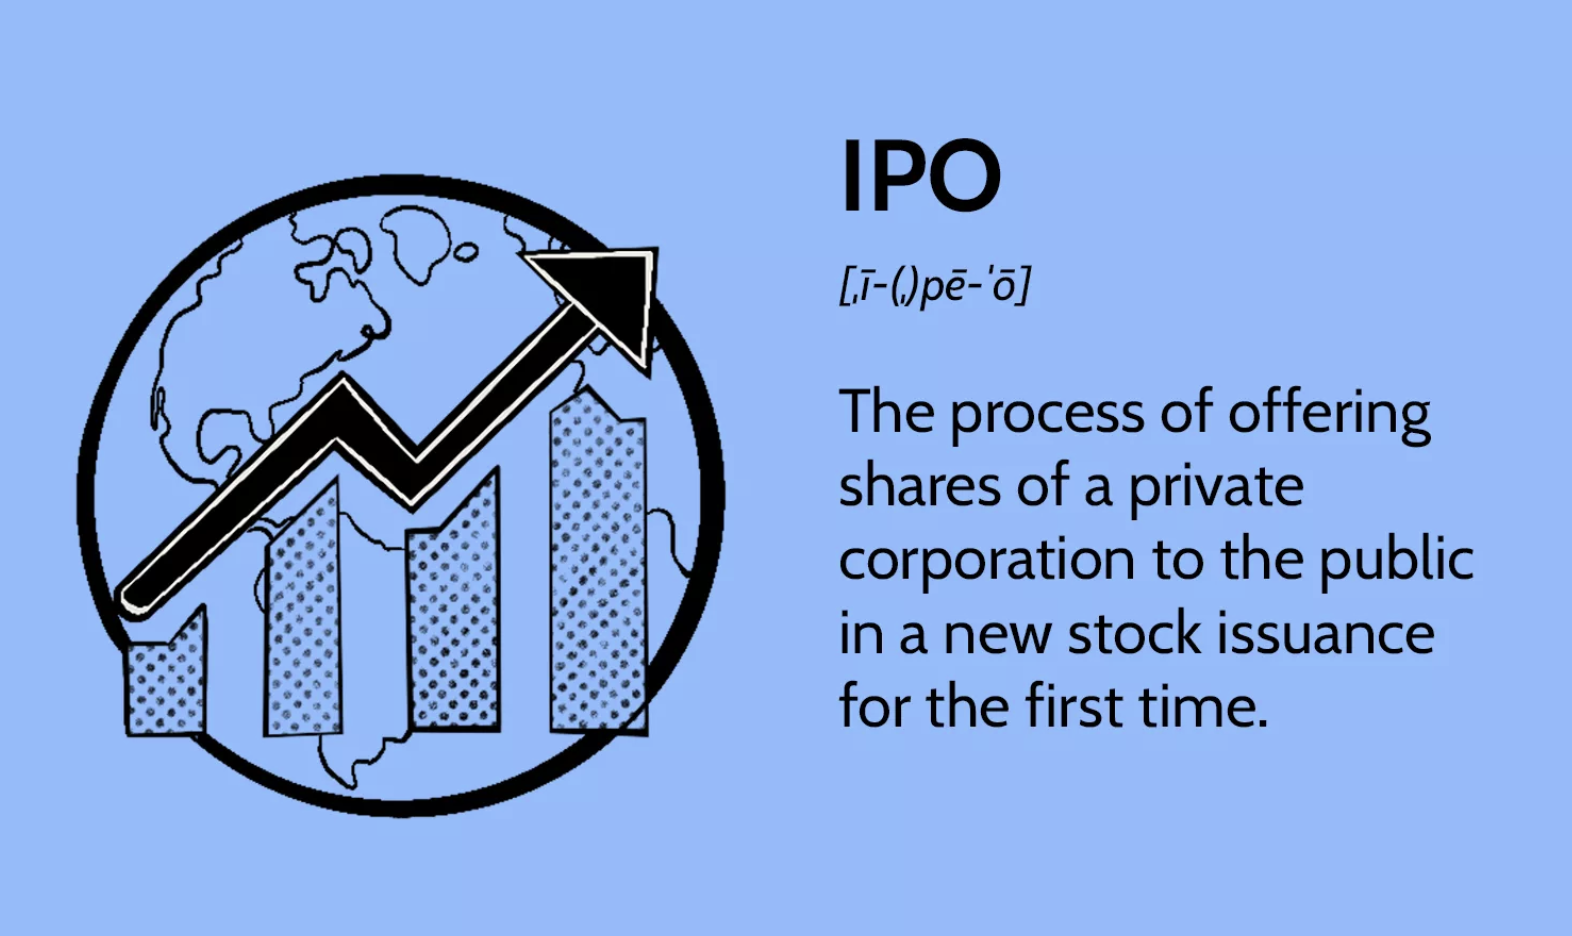 IPO
[ˌī-(ˌ)pē-ˈō]
The process of offering
shares of a private
corporation to the public
in a new stock issuance
for the first time.